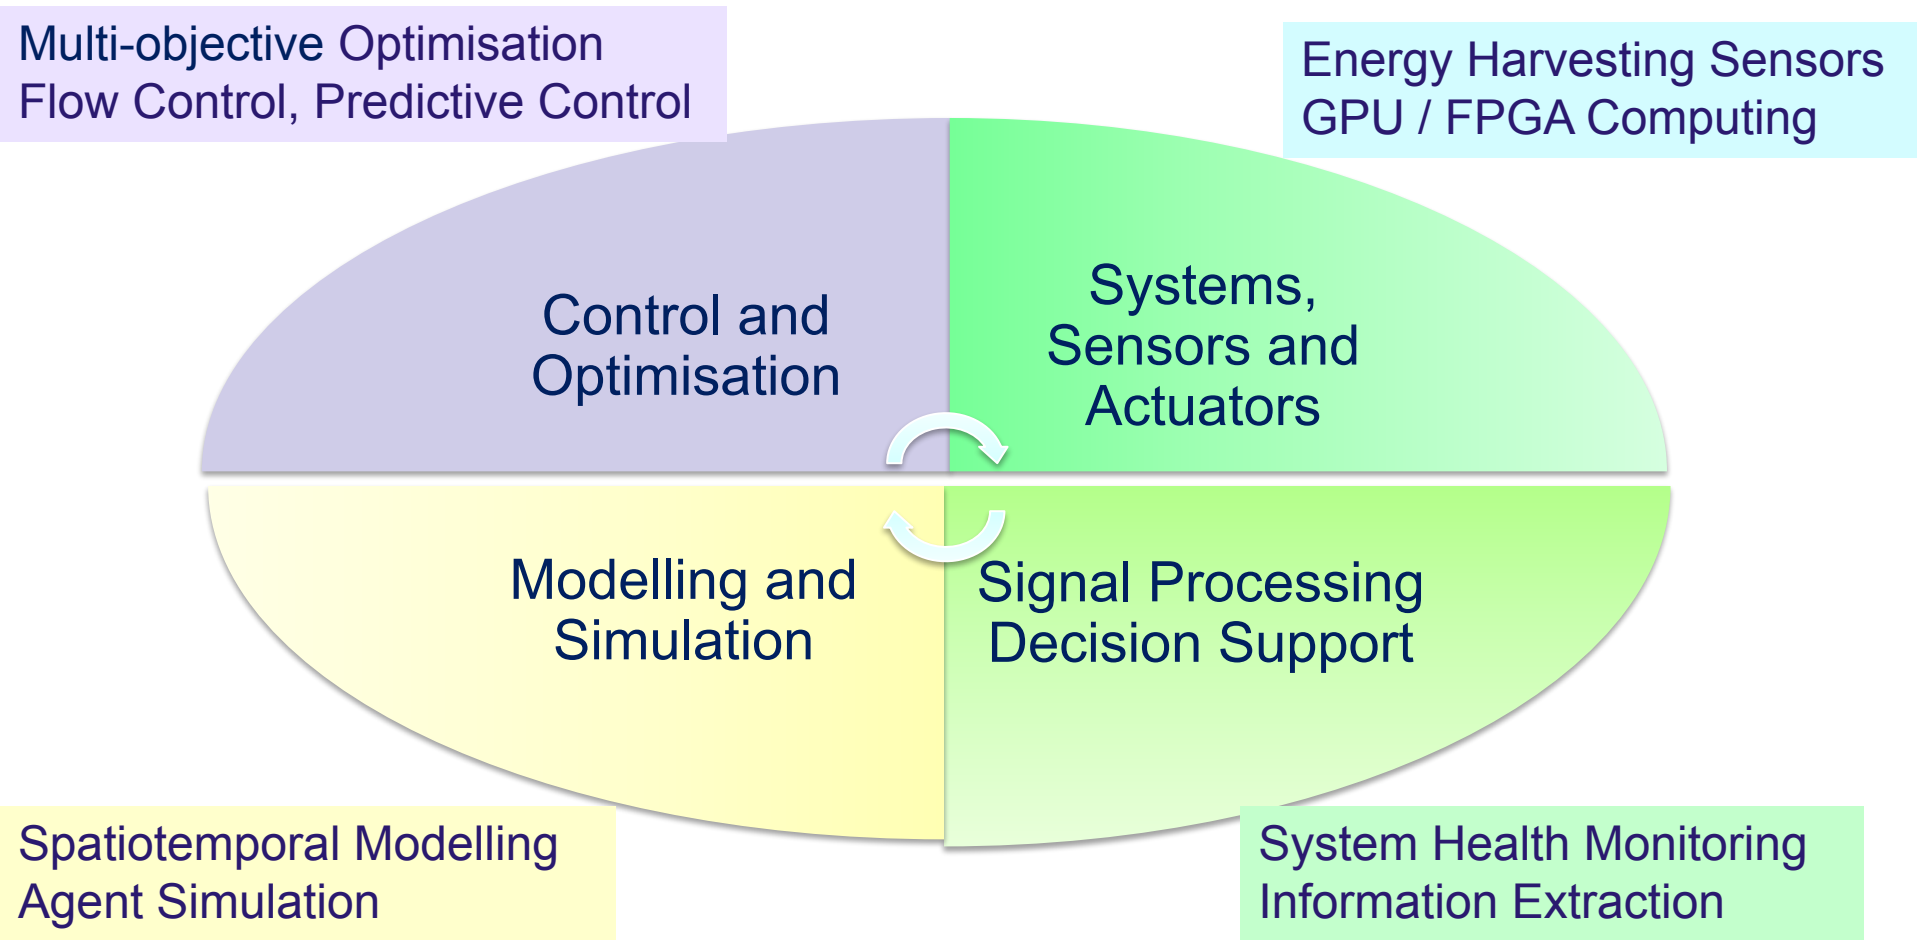 Multi-objective Optimisation
Flow Control, Predictive Control
Energy Harvesting Sensors
GPU / FPGA Computing
Control and
Optimisation
Systems,
Sensors and
Actuators
Modelling and
Simulation
Signal Processing
Decision Support
Spatiotemporal Modelling
Agent Simulation
System Health Monitoring
Information Extraction